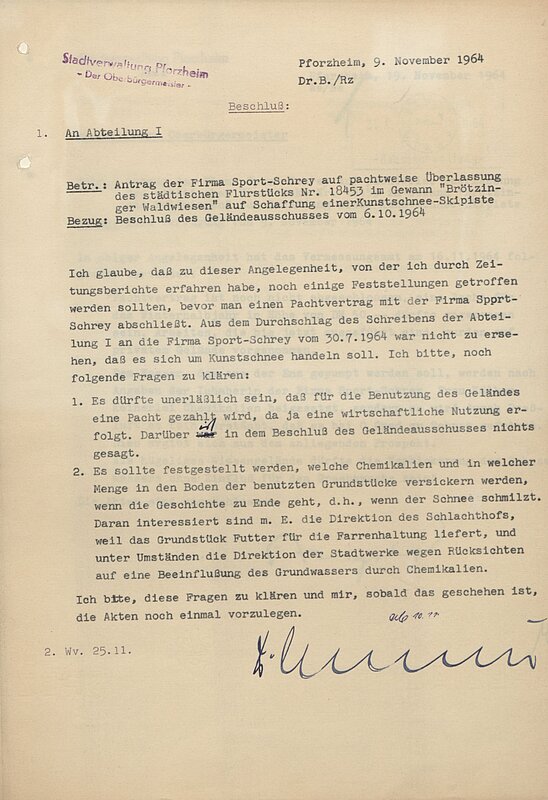 Stadtverwaltung Pforzheim
- Der Oberbürgermeister -
Pforzheim, 9. November 1964
Dr.B./Rz
Beschluß:
1. An Abteilung I
Betr.: Antrag der Firma Sport-Schrey auf pachtweise Überlassung
des städtischen Flurstücks Nr. 18453 im Gewann "Brötzin-
ger Waldwiesen" auf Schaffung einerKunstschnee-Skipiste
Bezug: Beschluß des Geländeausschusses vom 6.10.1964
Ich glaube, daß zu dieser Angelegenheit, von der ich durch Zei-
tungsberichte erfahren habe, noch einige Feststellungen getroffen
werden sollten, bevor man einen Pachtvertrag mit der Firma Spprt-
Schrey abschließt. Aus dem Durchschlag des Schreibens der Abtei-
lung I an die Firma Sport-Schrey vom 30.7.1964 war nicht zu erse-
hen, daß es sich um Kunstschnee handeln soll. Ich bitte, noch
folgende Fragen zu klären:
1. Es dürfte unerläßlich sein, daß für die Benutzung des Geländes
eine Pacht gezahlt wird, da ja eine wirtschaftliche Nutzung er-
folgt. Darüber ist in dem Beschluß des Geländeausschusses nichts
gesagt.
2. Es sollte festgestellt werden, welche Chemikalien und in welcher
Menge in den Boden der benutzten Grundstücke versickern werden,
wenn die Geschichte zu Ende geht, d.h., wenn der Schnee schmilzt.
Daran interessiert sind m. E. die Direktion des Schlachthofs,
weil das Grundstück Futter für die Farrenhaltung liefert, und
unter Umständen die Direktion der Stadtwerke wegen Rücksichten
auf eine Beeinflußung des Grundwassers durch Chemikalien.
Ich bitte, diese Fragen zu klären und mir, sobald das geschehen ist,
die Akten noch einmal vorzulegen.
10.11.
2. Wv. 25.11.